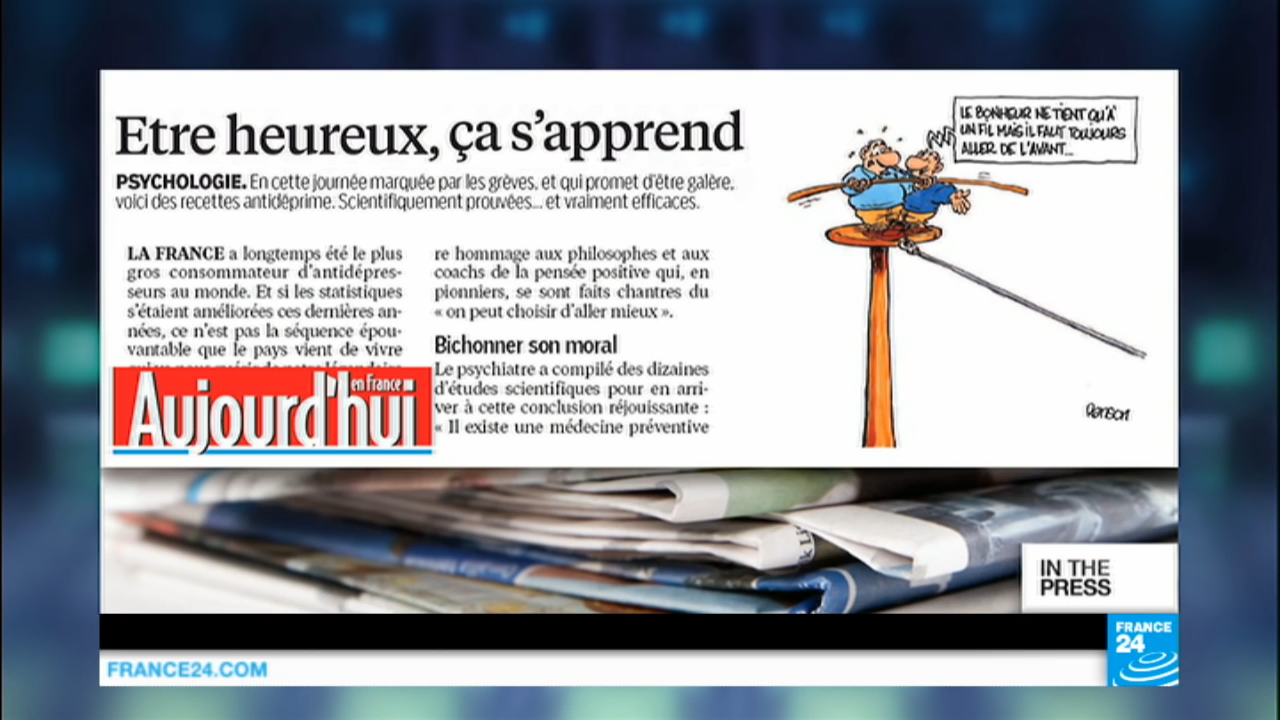 Etre heureux, ça s'apprend
PSYCHOLOGIE. En cette journée marquée par les grèves, et qui promet d'être galère,
voici des recettes antidéprime. Scientifiquement prouvées... et vraiment efficaces.
LA FRANCE a longtemps été le plus
gros consommateur d'antidépres-
seurs au monde. Et si les statistiques
s'étaient améliorées ces dernières an-
nées, ce n'est pas la séquence épou-
vantable que le pays vient de vivre
re hommage aux philosophes et aux
coachs de la pensée positive qui, en
pionniers, se sont faits chantres du
« on peut choisir d'aller mieux ».
Bichonner son moral
Le psychiatre a compilé des dizaines
d'études scientifiques pour en arri-
ver à cette conclusion réjouissante :
« Il existe une médecine préventive
LE BONHEUR NE TIENT QU'À
UN FIL MAIS IL FAUT TOUJOURS
ALLER DE L'AVANT...
Ranson
Aujourd'hui
en France
IN THE
PRESS
FRANCE
24
FRANCE24.COM